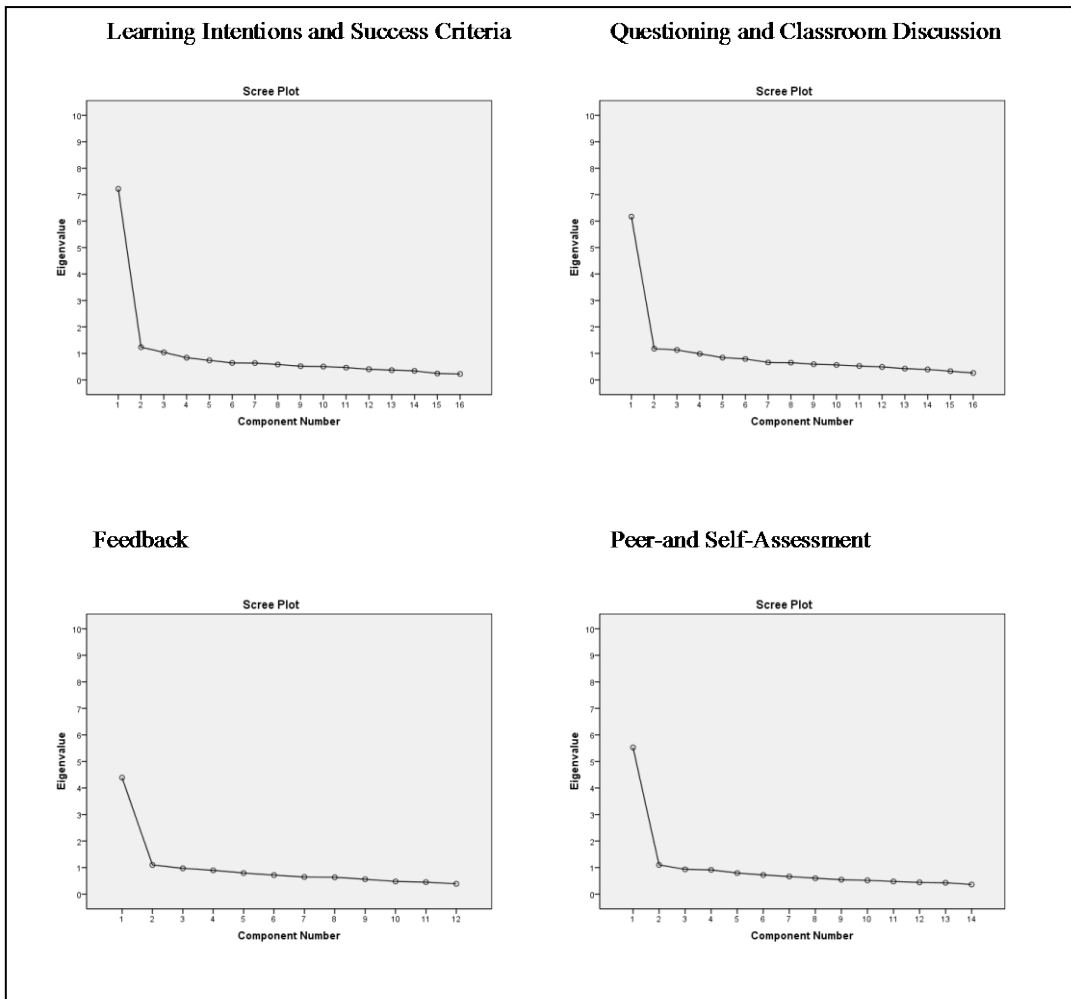 Learning Intentions and Success Criteria
Questioning and Classroom Discussion
Scree Plot
10
9
8
7
6
5
4
3
2
1
0
Eigenvalue
1 2 3 4 5 6 7 8 9 10 11 12 13 14 15 16
Component Number
Scree Plot
10
9
8
7
6
5
4
3
2
1
0
Eigenvalue
1 2 3 4 5 6 7 8 9 10 11 12 13 14 15 16
Component Number
Feedback
Peer-and Self-Assessment
Scree Plot
10
9
8
7
6
5
4
3
2
1
0
Eigenvalue
1 2 3 4 5 6 7 8 9 10 11 12
Component Number
Scree Plot
10
9
8
7
6
5
4
3
2
1
0
Eigenvalue
1 2 3 4 5 6 7 8 9 10 11 12 13 14
Component Number